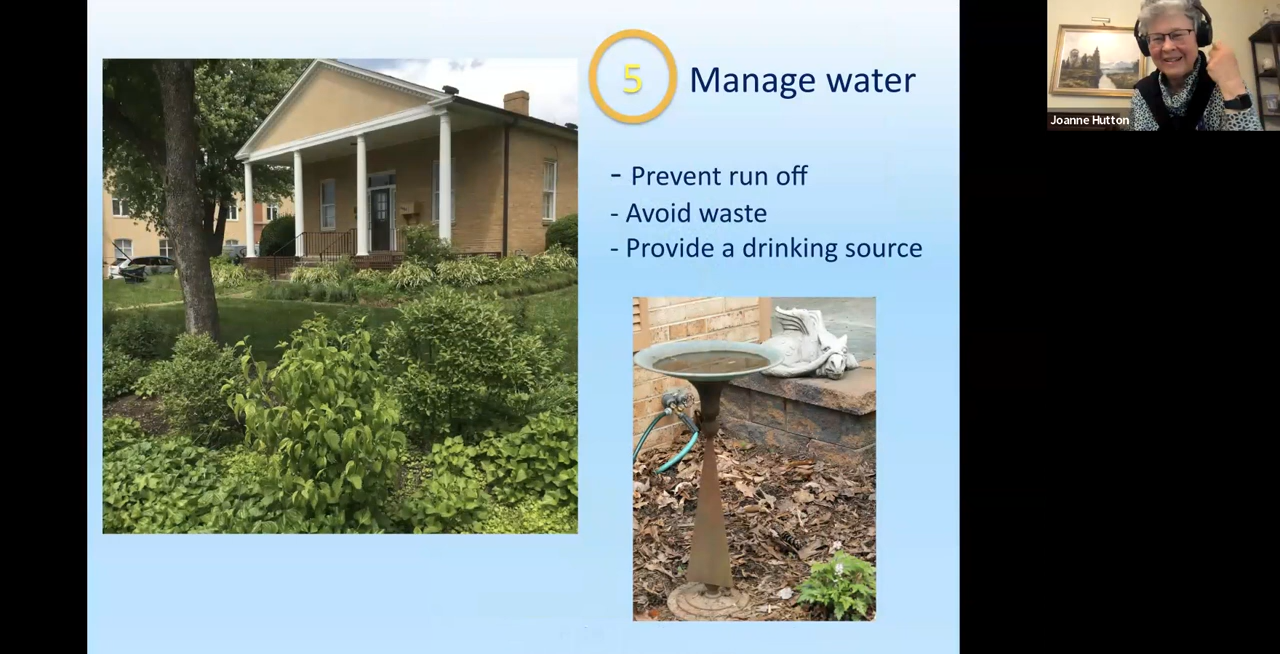 5
Manage water
- Prevent run off
- Avoid waste
- Provide a drinking source
Joanne Hutton